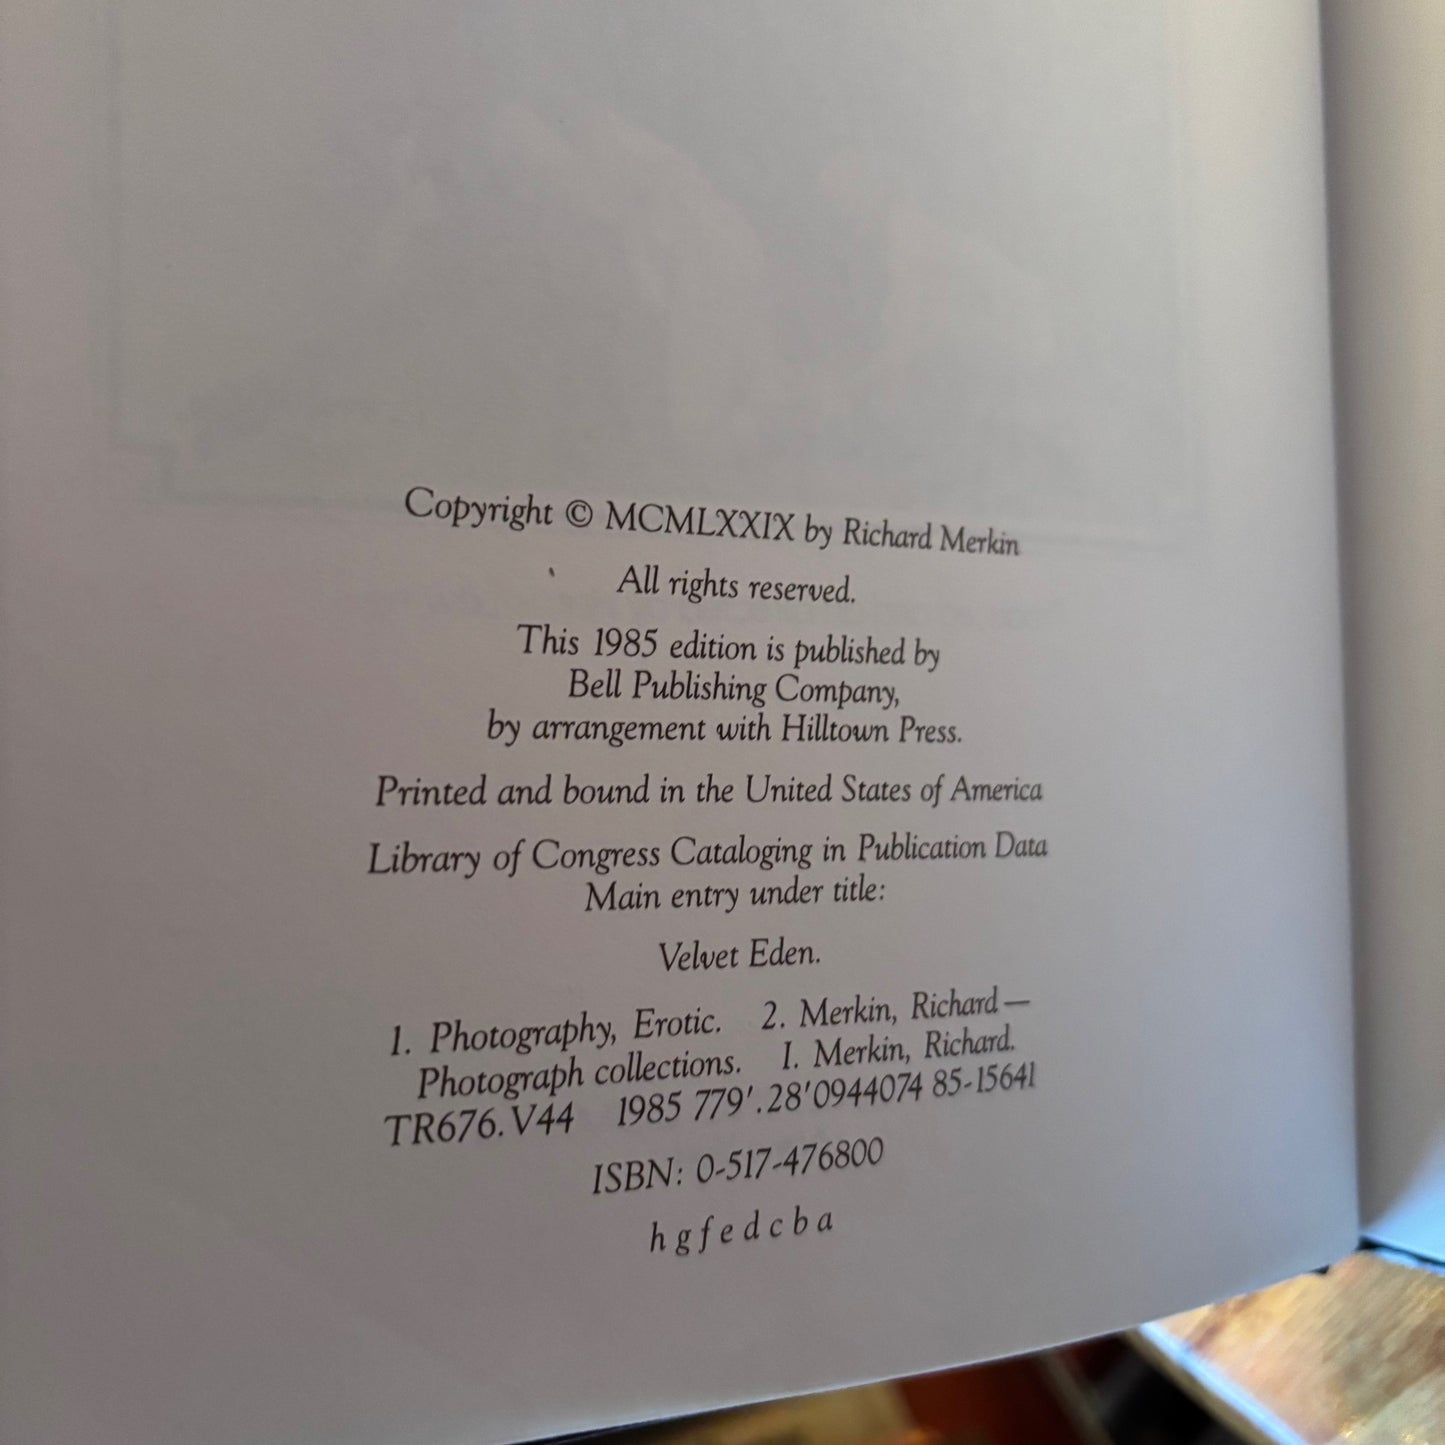 Copyright © MCMLXXIX by Richard Merkin
All rights reserved.
This 1985 edition is published by
Bell Publishing Company,
by arrangement with Hilltown Press.
Printed and bound in the United States of America
Library of Congress Cataloging in Publication Data
Main entry under title:
Velvet Eden.
1. Photography, Erotic. 2. Merkin, Richard—
Photograph collections. I. Merkin, Richard.
TR676.V44 1985 779'.28'0944074 85-15641
ISBN: 0-517-476800
h g f e d c b a